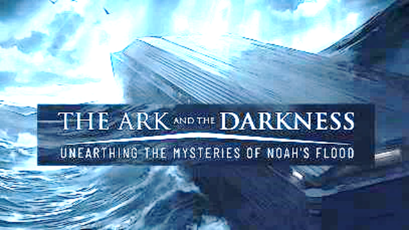 THE ARK AND THE DARKNESS
UNEARTHING THE MYSTERIES OF NOAH'S FLOOD